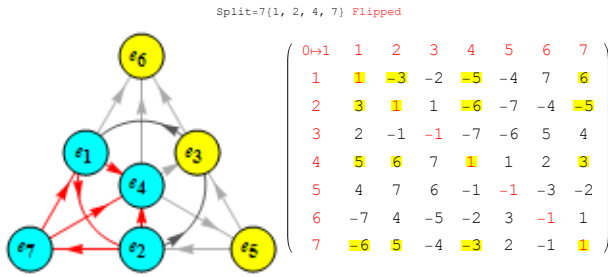 Split=7{1, 2, 4, 7} Flipped
e6
e1
e3
e4
e7
e2
e5
0↦1 1 2 3 4 5 6 7
1 1 -3 -2 -5 -4 7 6
2 3 1 1 -6 -7 -4 -5
3 2 -1 -1 -7 -6 5 4
4 5 6 7 1 1 2 3
5 4 7 6 -1 -1 -3 -2
6 -7 4 -5 -2 3 -1 1
7 -6 5 -4 -3 2 -1 1